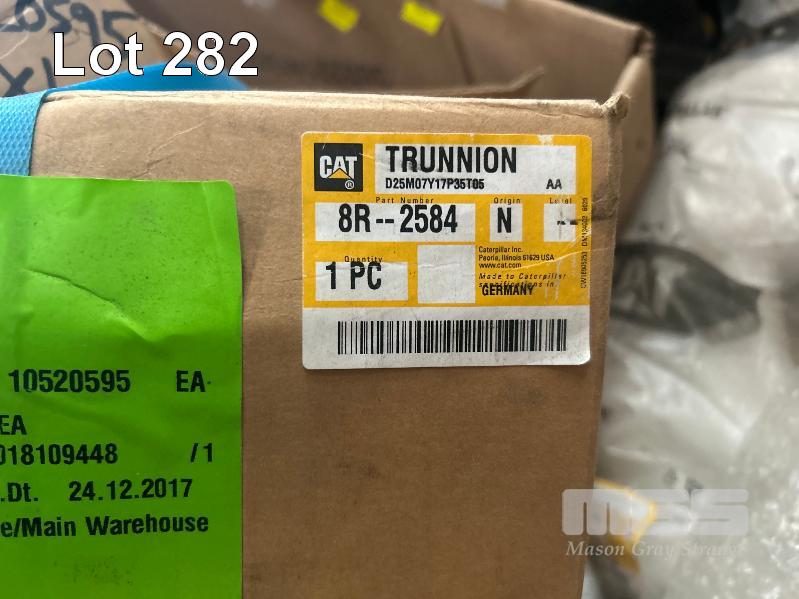 Lot 282
CAT
TRUNNION
D25M07Y17P35T05 AA
Part Number Origin
8R--2584 N --
Quantity
1 PC
Caterpillar Inc.
Peoria, Illinois 61629 USA
www.cat.com
Made to Caterpillar
specifications in.
GERMANY
10520595 EA
EA
018109448 /1
.Dt. 24.12.2017
e/Main Warehouse
mss
Mason Gray Strange